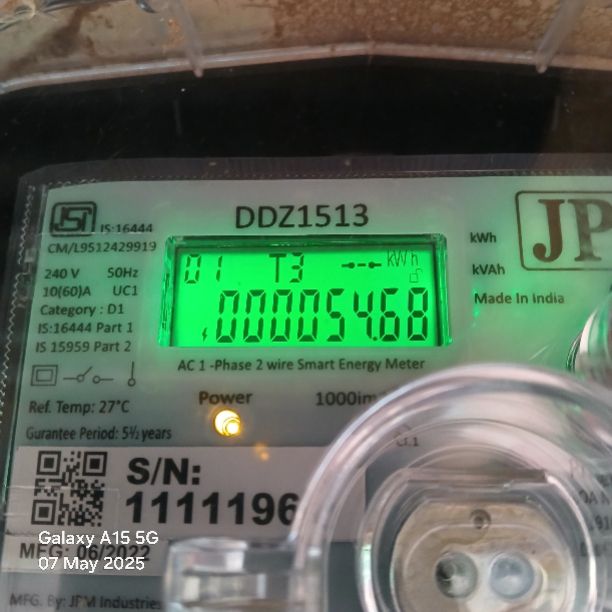 DDZ1513
ISI IS:16444
CM/L9512429919
240 V 50Hz
10(60)A UC1
Category : D1
IS:16444 Part 1
IS 15959 Part 2
01 T3 kWh
00005468
kWh
kVAh
JP
Made In India
AC 1 -Phase 2 wire Smart Energy Meter
Power
1000im
Ref. Temp: 27°C
Gurantee Period: 5½ years
S/N:
1111196
MFG: 06/2022
MFG. By: JPM Industries
Galaxy A15 5G
07 May 2025